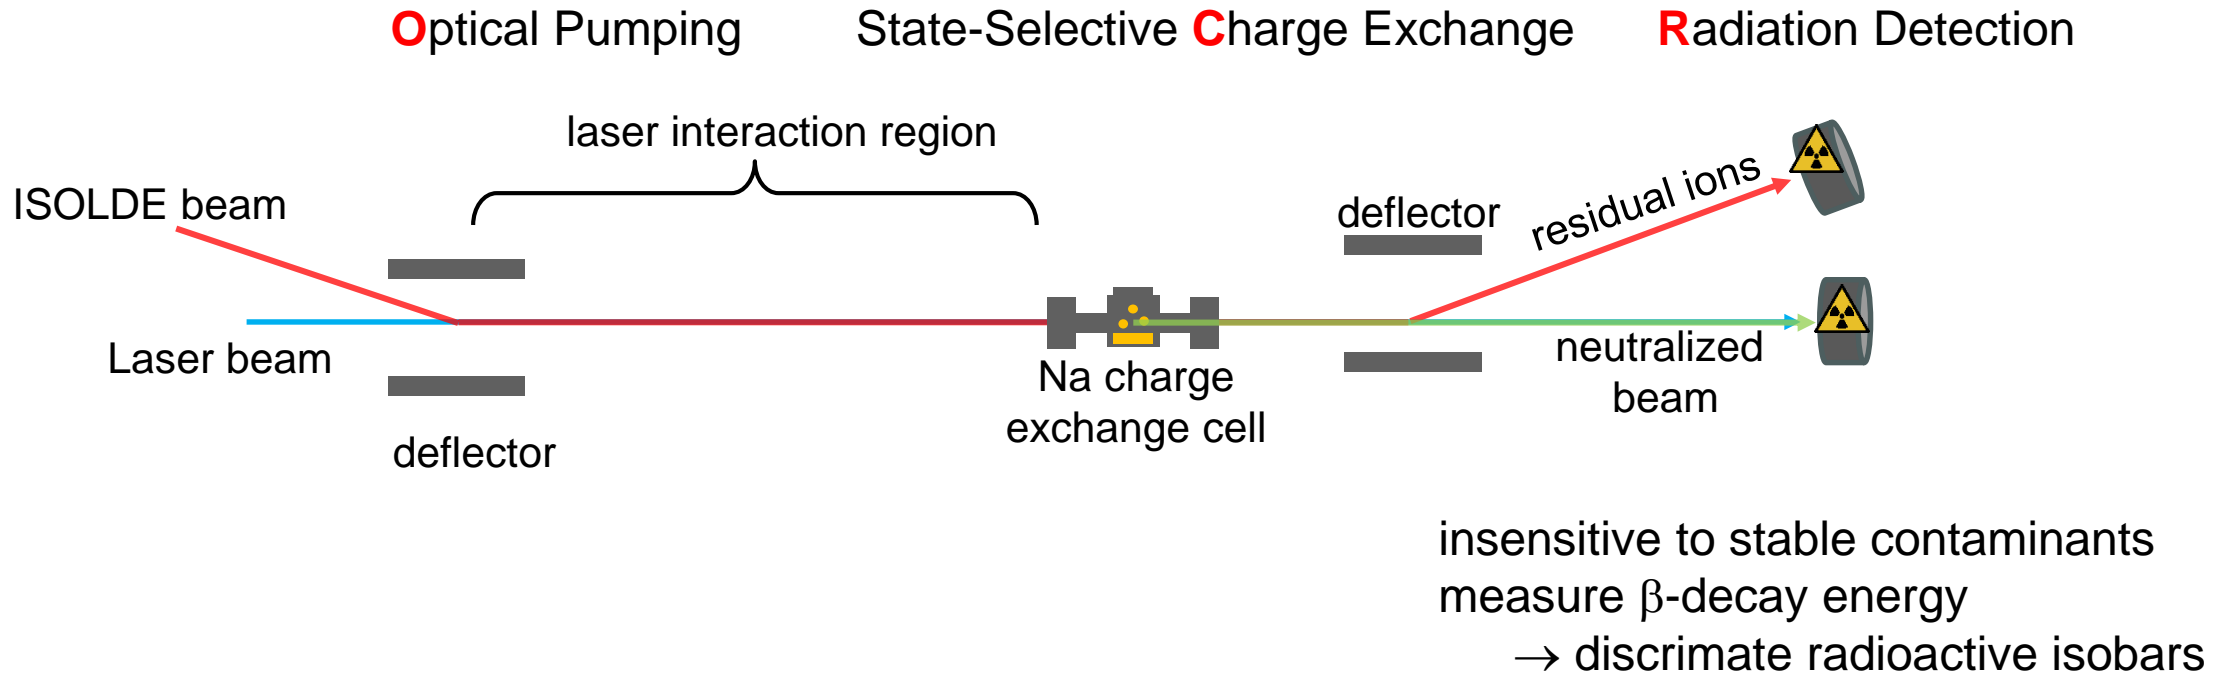 Optical Pumping
State-Selective Charge Exchange
Radiation Detection
laser interaction region
ISOLDE beam
deflector
residual ions
Laser beam
neutralized
beam
Na charge
exchange cell
deflector
insensitive to stable contaminants
measure β-decay energy
→ discrimate radioactive isobars